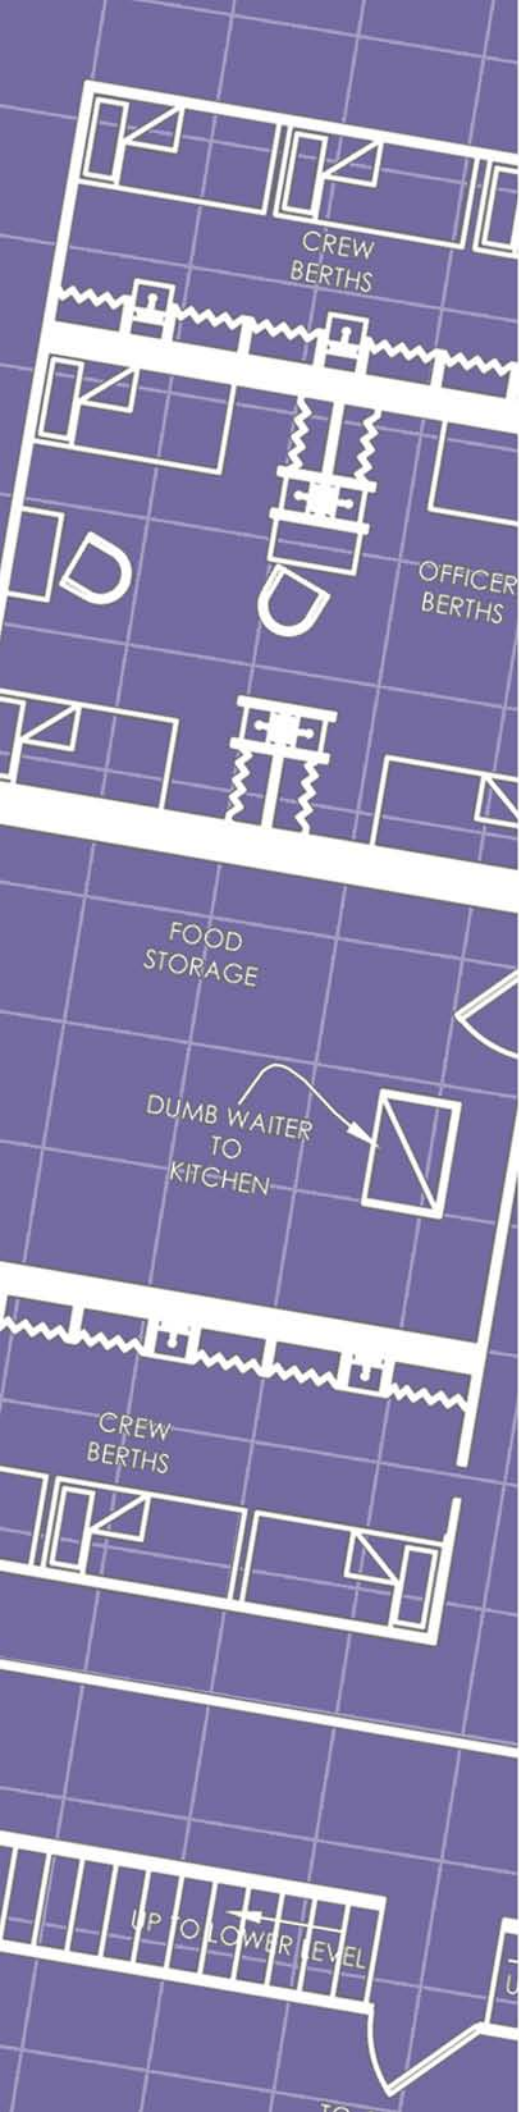 CREW
BERTHS
OFFICER
BERTHS
FOOD
STORAGE
DUMB WAITER
TO
KITCHEN
CREW
BERTHS
UP TO LOWER LEVEL